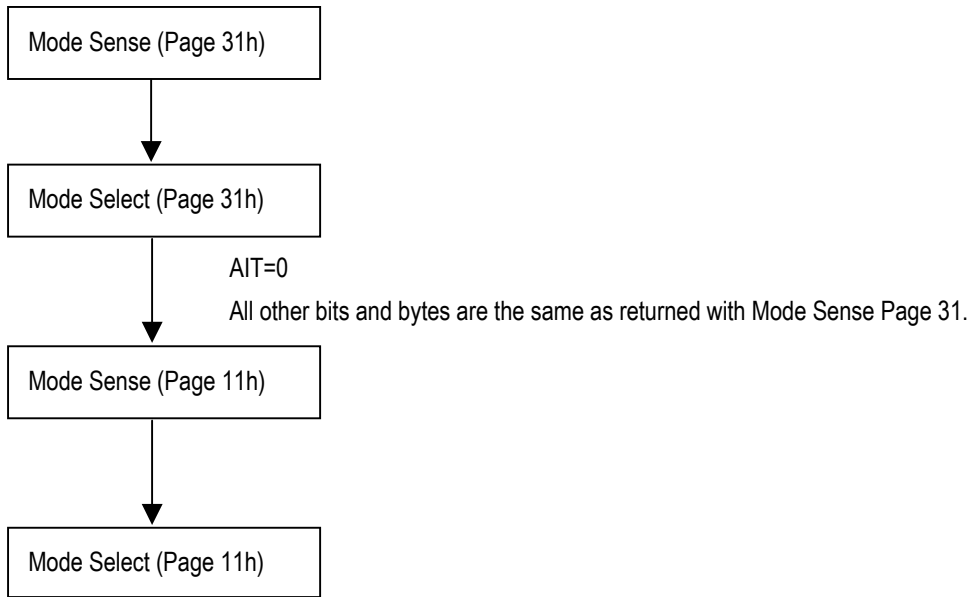 Mode Sense (Page 31h)
Mode Select (Page 31h)
AIT=0
All other bits and bytes are the same as returned with Mode Sense Page 31.
Mode Sense (Page 11h)
Mode Select (Page 11h)